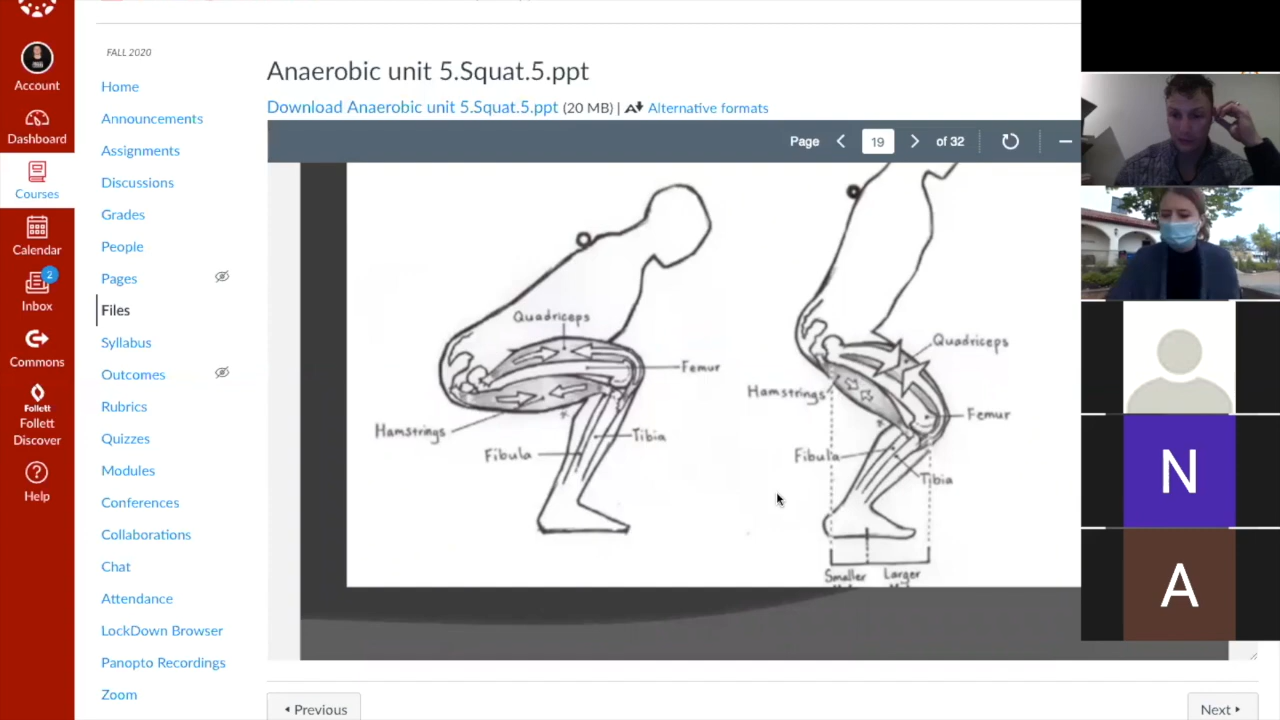 Account
Dashboard
Courses
Calendar
2
Inbox
Commons
Follett
Follett
Discover
Help
FALL 2020
Home
Announcements
Assignments
Discussions
Grades
People
Pages
Files
Syllabus
Outcomes
Rubrics
Quizzes
Modules
Conferences
Collaborations
Chat
Attendance
LockDown Browser
Panopto Recordings
Zoom
Anaerobic unit 5.Squat.5.ppt
Download Anaerobic unit 5.Squat.5.ppt (20 MB) | Alternative formats
Page 19 of 32
Quadriceps
Femur
Hamstrings
Fibula
Tibia
Quadriceps
Hamstrings
Femur
Fibula
Tibia
Smaller Larger
Previous
Next
N
A